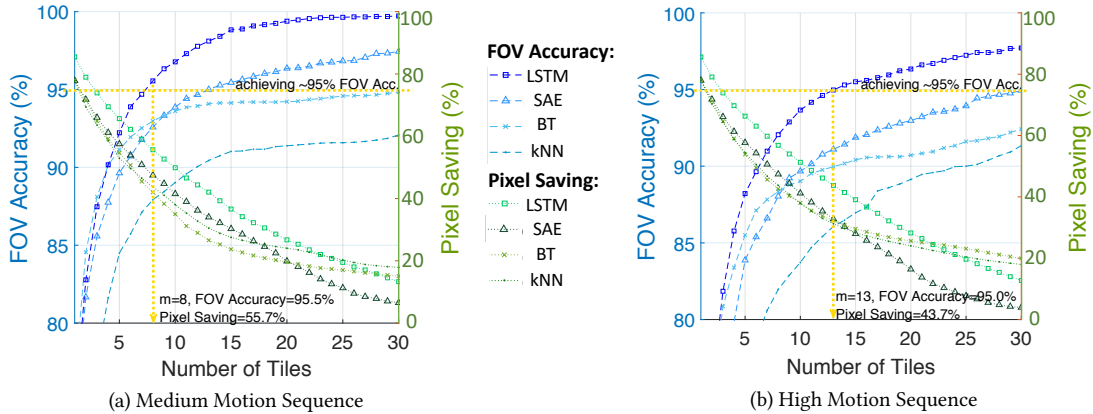 100
95
90
85
80
FOV Accuracy (%)
100
80
60
40
20
0
Pixel Saving (%)
achieving ~95% FOV Acc.
m=8, FOV Accuracy=95.5%
Pixel Saving=55.7%
5
10
15
20
25
30
Number of Tiles
(a) Medium Motion Sequence
FOV Accuracy:
LSTM
SAE
BT
kNN
Pixel Saving:
LSTM
SAE
BT
kNN
100
95
90
85
80
FOV Accuracy (%)
100
80
60
40
20
0
Pixel Saving (%)
achieving ~95% FOV Acc.
m=13, FOV Accuracy=95.0%
Pixel Saving=43.7%
5
10
15
20
25
30
Number of Tiles
(b) High Motion Sequence